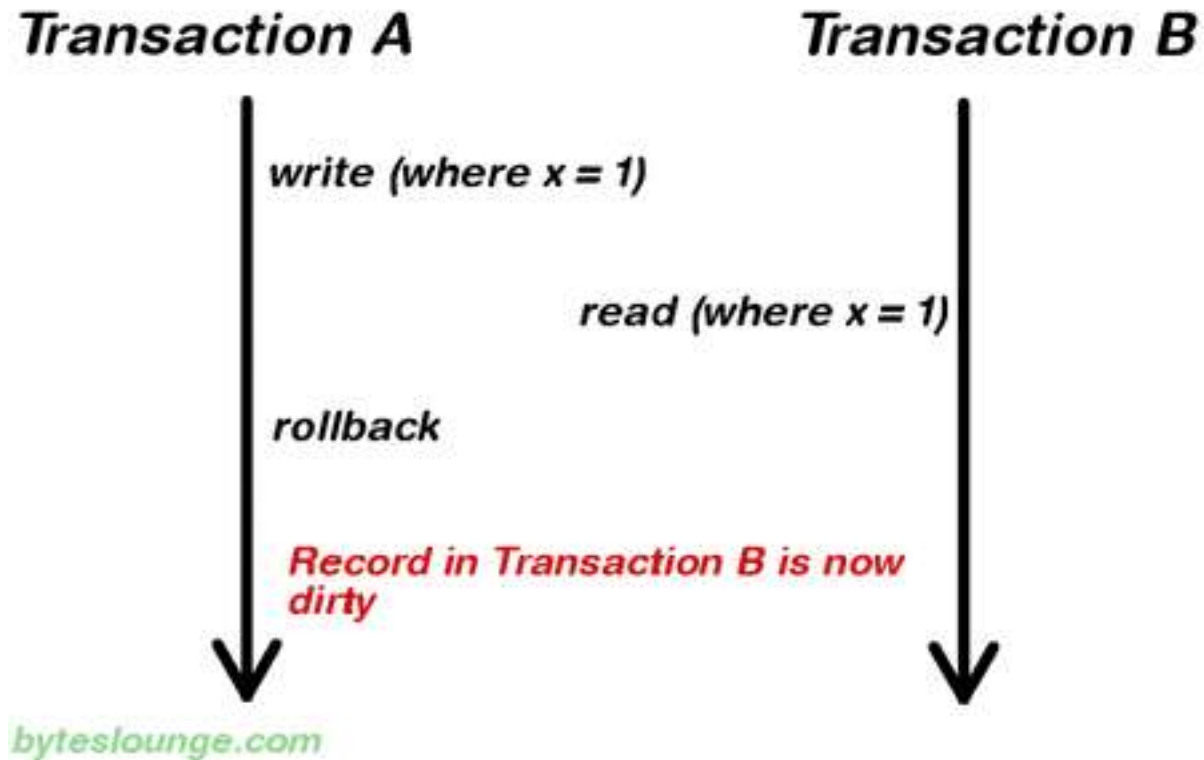 Transaction A
Transaction B
write (where x = 1)
read (where x = 1)
rollback
Record in Transaction B is now
dirty
byteslounge.com